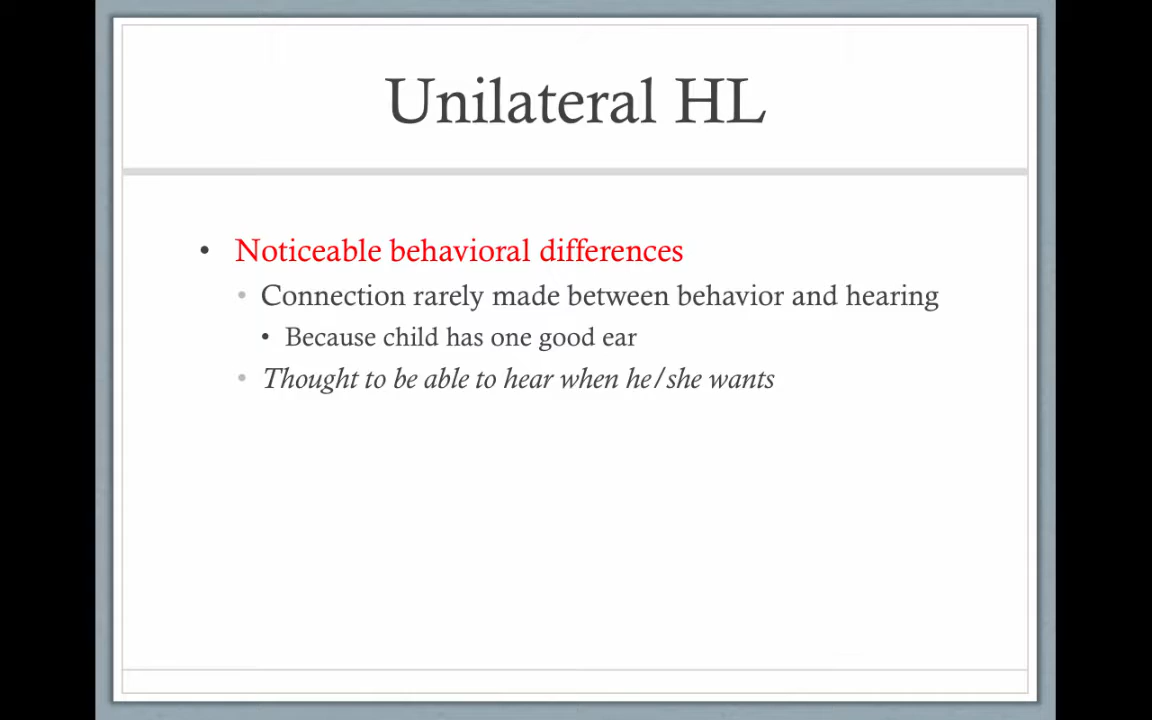 Unilateral HL
• Noticeable behavioral differences
• Connection rarely made between behavior and hearing
• Because child has one good ear
• Thought to be able to hear when he/she wants